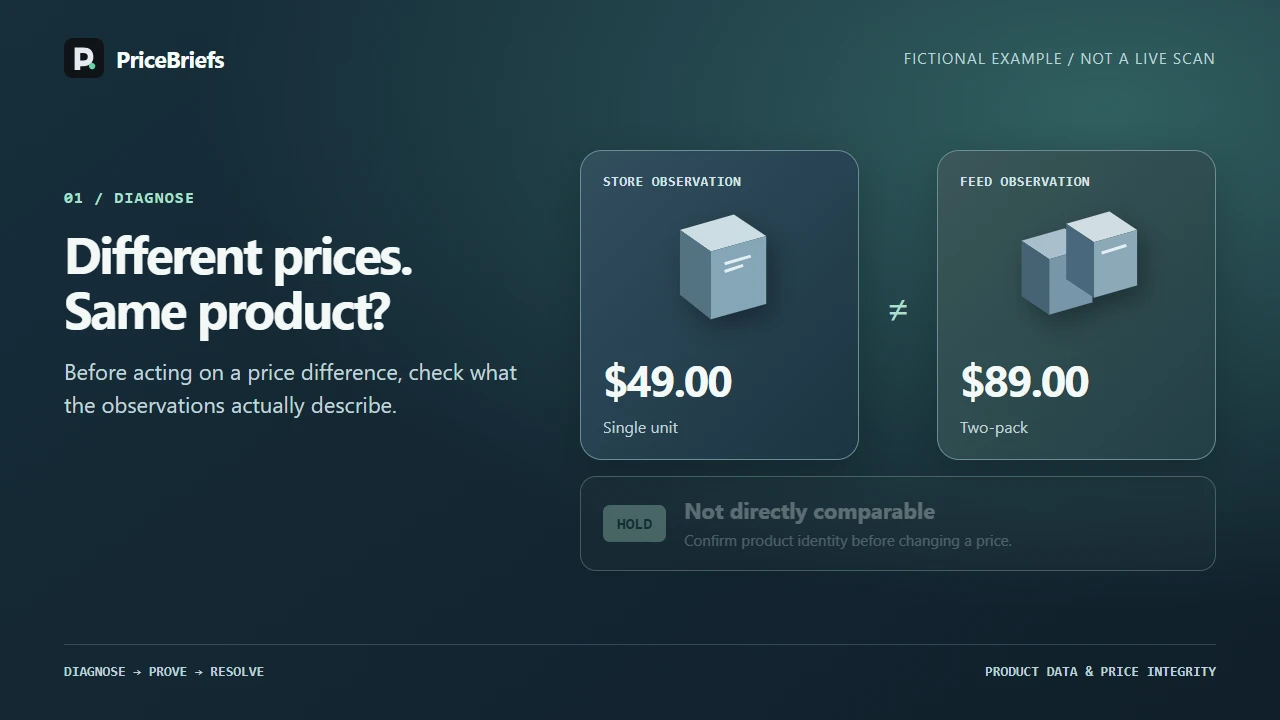 PriceBriefs
FICTIONAL EXAMPLE / NOT A LIVE SCAN
01 / DIAGNOSE
Different prices.
Same product?
Before acting on a price difference, check what
the observations actually describe.
STORE OBSERVATION
$49.00
Single unit
≠
FEED OBSERVATION
$89.00
Two-pack
HOLD
Not directly comparable
Confirm product identity before changing a price.
DIAGNOSE → PROVE → RESOLVE
PRODUCT DATA & PRICE INTEGRITY